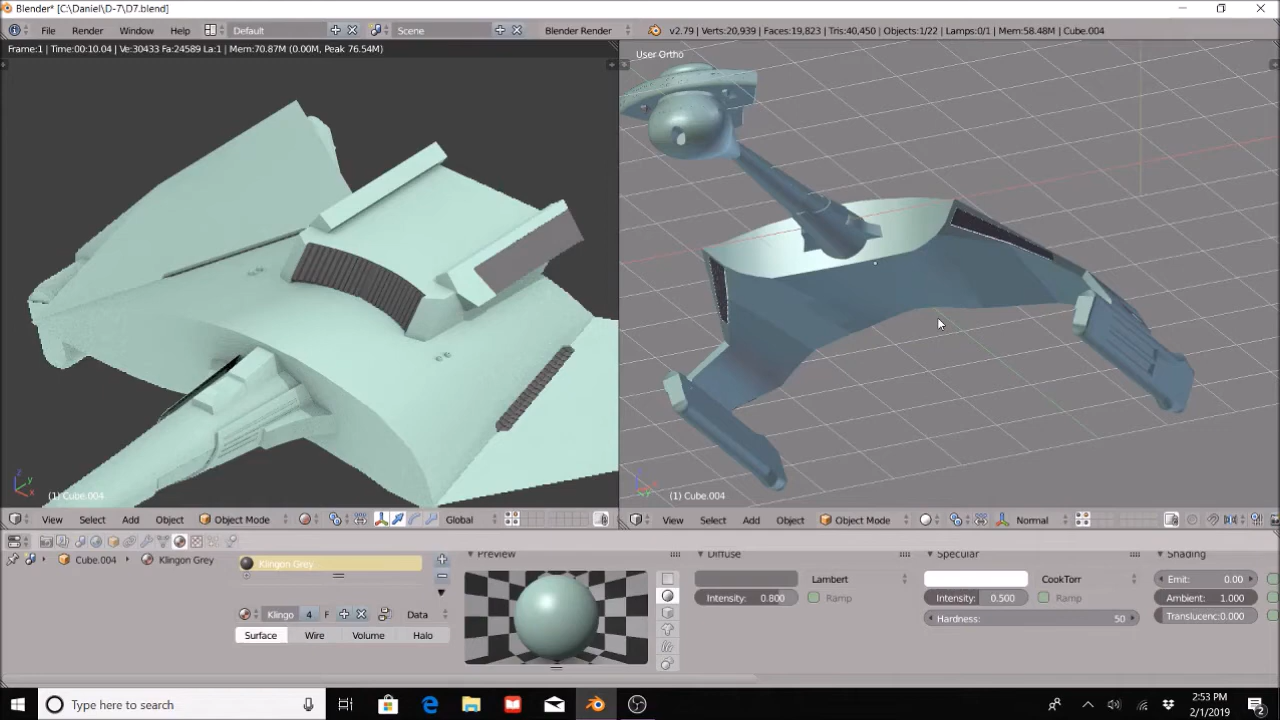 Blender* [C:\Daniel\D-7\D7.blend]
File Render Window Help Default Scene Blender Render v2.79 | Verts:20,939 | Faces:19,823 | Tris:40,450 | Objects:1/22 | Lamps:0/1 | Mem:58.48M | Cube.004
Frame:1 | Time:00:10.04 | Ve:30433 Fa:24589 La:1 | Mem:70.87M (0.00M, Peak 76.54M)
User Ortho
(1) Cube.004
(1) Cube.004
View Select Add Object Object Mode Global
View Select Add Object Object Mode Normal
Cube.004 Klingon Grey
Klingon Grey
Klingo 4 F Data
Surface Wire Volume Halo
Preview
Diffuse
Lambert
Intensity: 0.800 Ramp
Specular
CookTorr
Intensity: 0.500 Ramp
Hardness: 50
Shading
Emit: 0.00
Ambient: 1.000
Translucenc:0.000
Type here to search
2:53 PM
2/1/2019
2